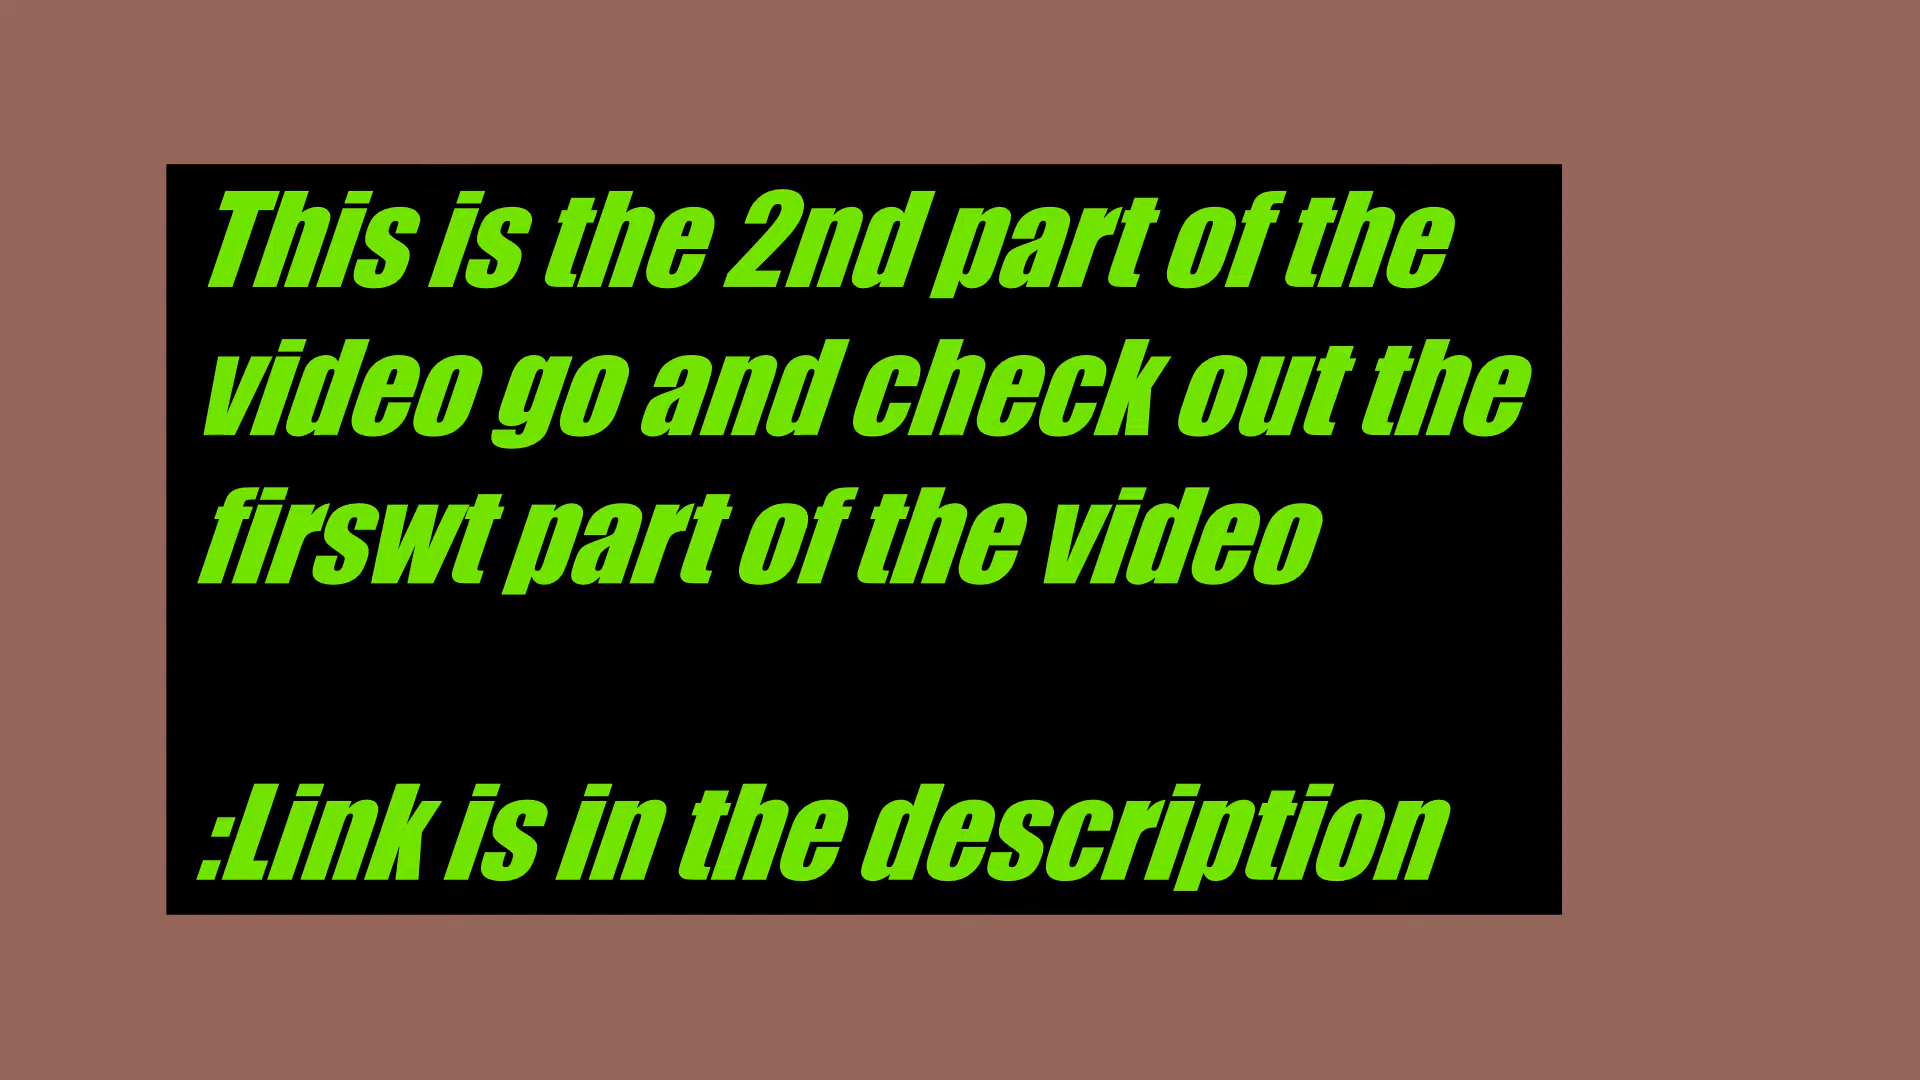 This is the 2nd part of the
video go and check out the
firswt part of the video
:Link is in the description